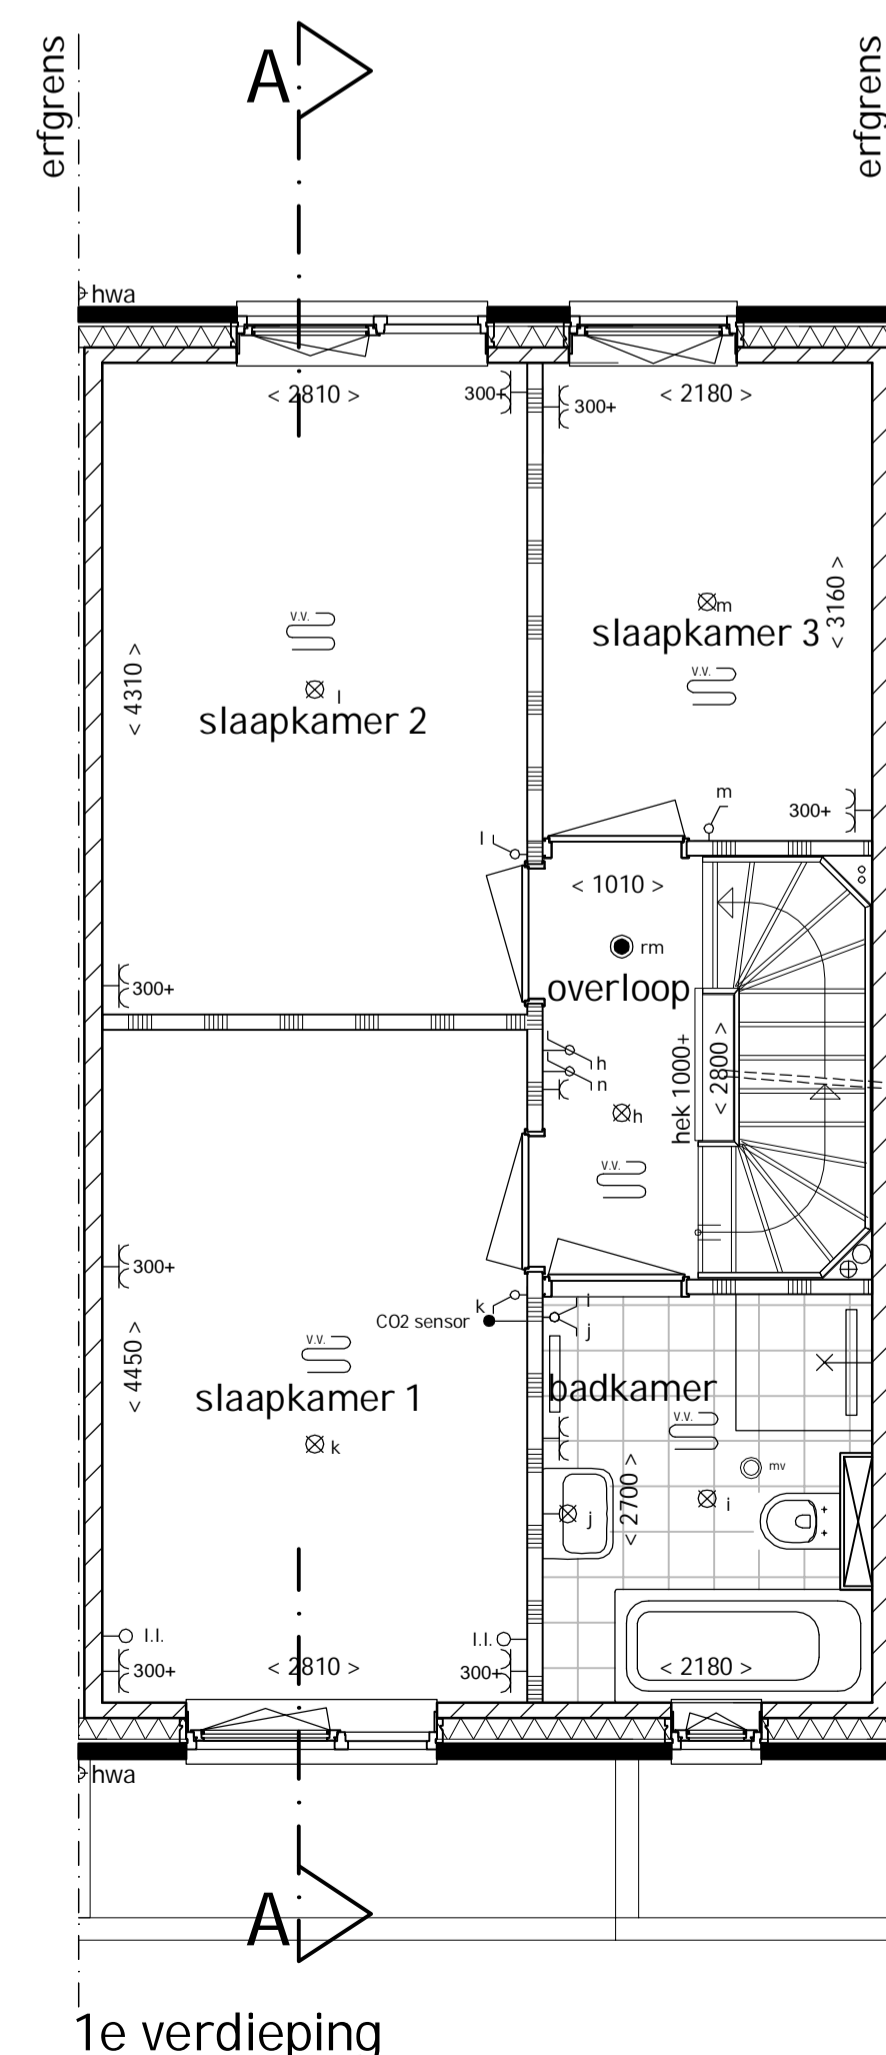 erfgrens
A
erfgrens
hwa
< 2810 >
300+
300+
< 2180 >
v.v.
l
slaapkamer 2
< 4310 >
m
slaapkamer 3
< 3160 >
v.v.
m
300+
l
< 1010 >
rm
overloop
300+
h
n
h
hek 1000+
< 2800 >
v.v.
300+
k
CO2 sensor
i
j
v.v.
< 4450 >
slaapkamer 1
k
badkamer
v.v.
mv
< 2700 >
i
j
l.l.
300+
< 2810 >
l.l.
300+
< 2180 >
hwa
A
1e verdieping